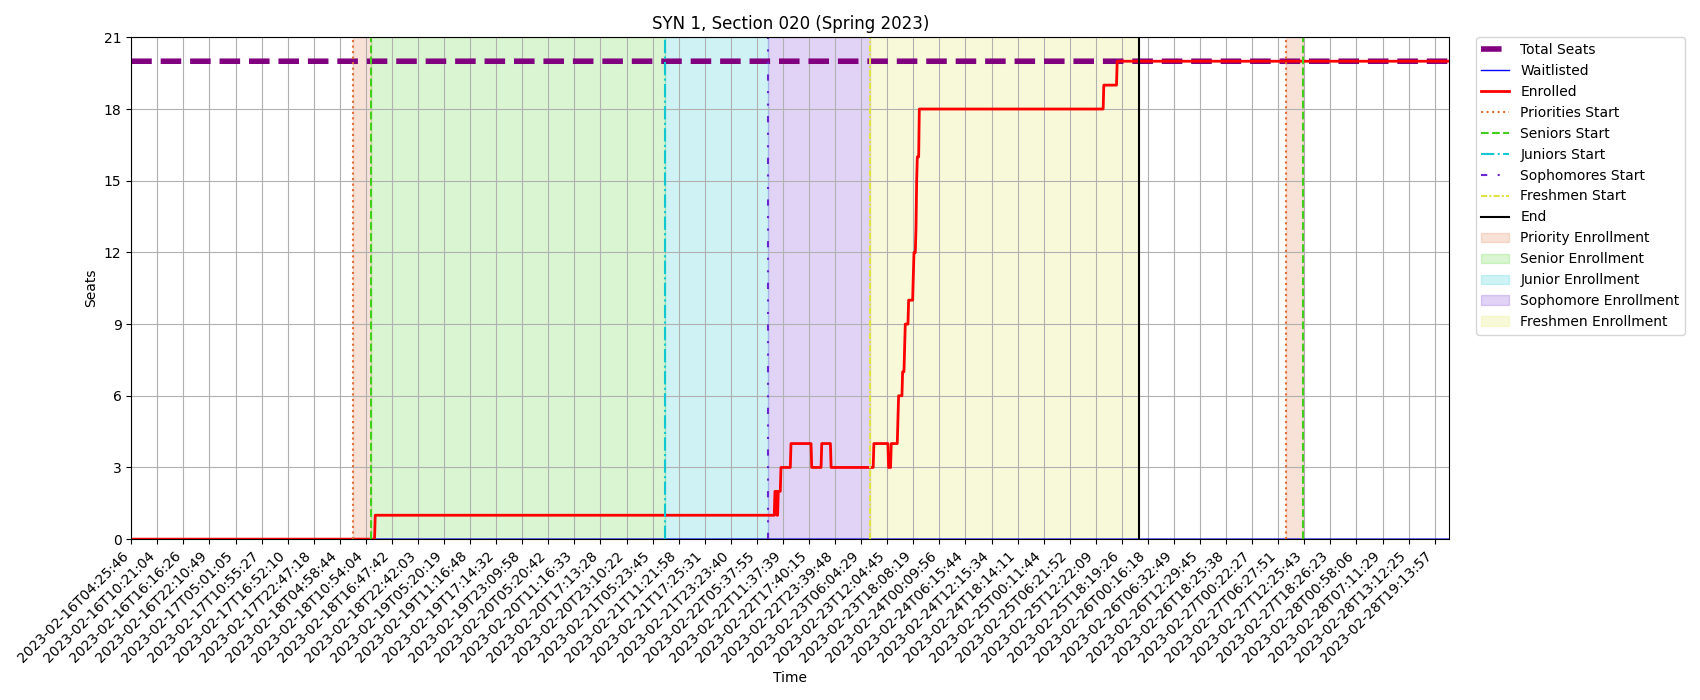 SYN 1, Section 020 (Spring 2023)
21
18
15
12
9
6
3
0
Seats
2023-02-16T04:25:46
2023-02-16T10:21:04
2023-02-16T16:16:26
2023-02-16T22:10:49
2023-02-17T05:01:05
2023-02-17T10:55:27
2023-02-17T16:52:10
2023-02-17T22:47:18
2023-02-18T04:58:44
2023-02-18T10:54:04
2023-02-18T16:47:42
2023-02-18T22:42:03
2023-02-19T05:20:19
2023-02-19T11:16:48
2023-02-19T17:14:32
2023-02-19T23:09:58
2023-02-20T05:20:42
2023-02-20T11:16:33
2023-02-20T17:13:28
2023-02-20T23:10:22
2023-02-21T05:23:45
2023-02-21T11:21:58
2023-02-21T17:25:31
2023-02-21T23:23:40
2023-02-22T05:37:55
2023-02-22T11:37:39
2023-02-22T17:40:15
2023-02-22T23:39:48
2023-02-23T06:04:29
2023-02-23T12:04:45
2023-02-23T18:08:19
2023-02-24T00:09:56
2023-02-24T06:15:44
2023-02-24T12:15:34
2023-02-24T18:14:11
2023-02-25T00:11:44
2023-02-25T06:21:52
2023-02-25T12:22:09
2023-02-25T18:19:26
2023-02-26T00:16:18
2023-02-26T06:32:49
2023-02-26T12:29:45
2023-02-26T18:25:38
2023-02-27T00:22:27
2023-02-27T06:27:51
2023-02-27T12:25:43
2023-02-27T18:26:23
2023-02-28T00:58:06
2023-02-28T07:11:29
2023-02-28T13:12:25
2023-02-28T19:13:57
Time
Total Seats
Waitlisted
Enrolled
Priorities Start
Seniors Start
Juniors Start
Sophomores Start
Freshmen Start
End
Priority Enrollment
Senior Enrollment
Junior Enrollment
Sophomore Enrollment
Freshmen Enrollment